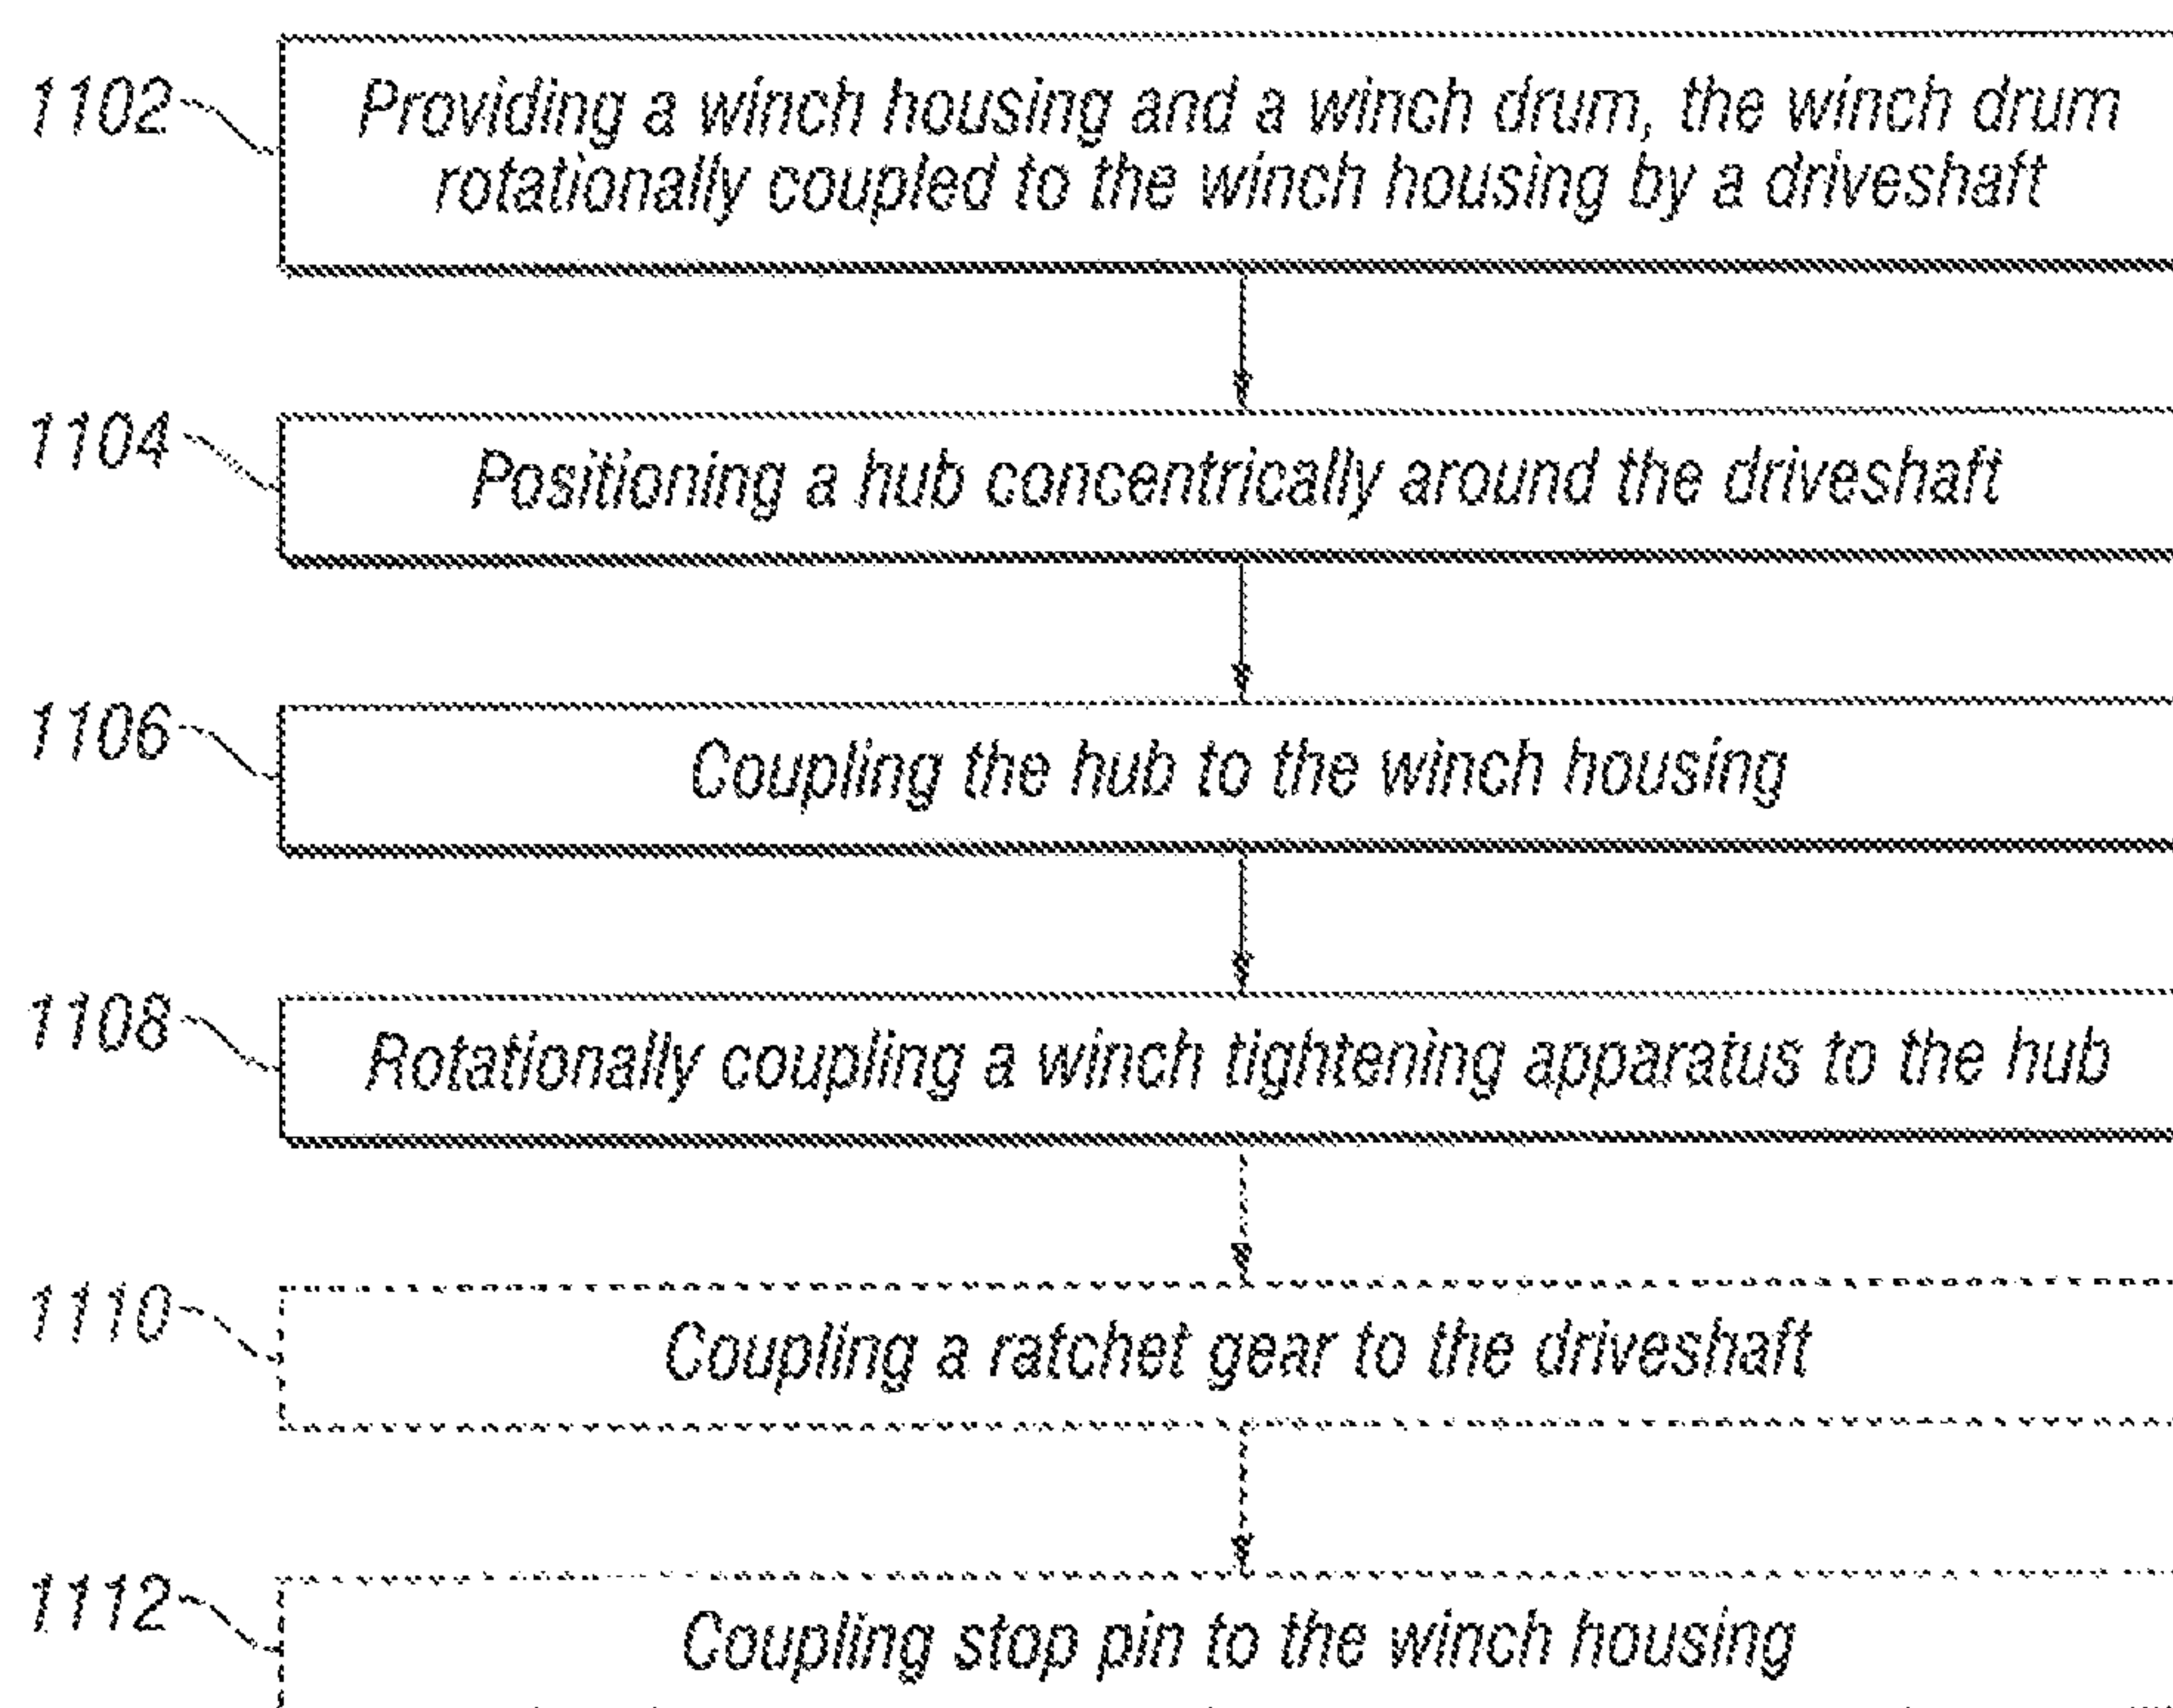 1102
Providing a winch housing and a winch drum, the winch drum
rotationally coupled to the winch housing by a driveshaft
1104
Positioning a hub concentrically around the driveshaft
1106
Coupling the hub to the winch housing
1108
Rotationally coupling a winch tightening apparatus to the hub
1110
Coupling a ratchet gear to the driveshaft
1112
Coupling stop pin to the winch housing